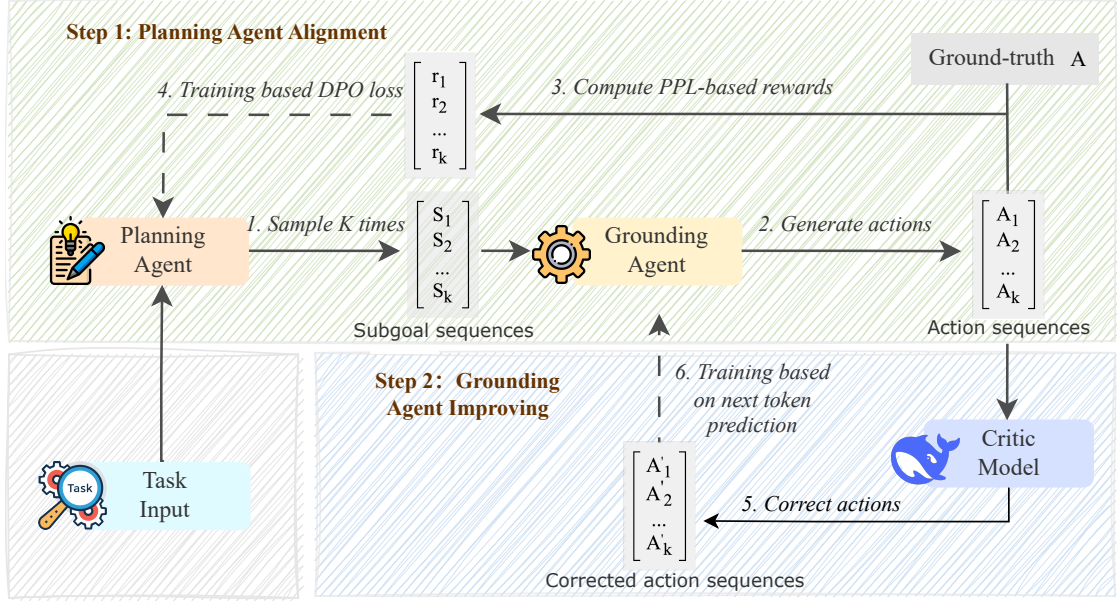 Step 1: Planning Agent Alignment
Ground-truth A
4. Training based DPO loss
r1
r2
...
rk
3. Compute PPL-based rewards
Planning
Agent
1. Sample K times
S1
S2
...
Sk
Subgoal sequences
Grounding
Agent
2. Generate actions
A1
A2
...
Ak
Action sequences
Step 2: Grounding
Agent Improving
6. Training based
on next token
prediction
Critic
Model
Task
Task
Input
A'1
A2
...
A'k
5. Correct actions
Corrected action sequences